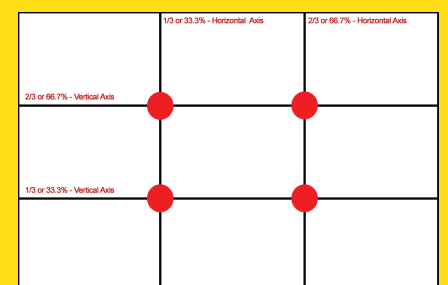 1/3 or 33.3% - Horizontal Axis
2/3 or 66.7% - Horizontal Axis
2/3 or 66.7% - Vertical Axis
1/3 or 33.3% - Vertical Axis